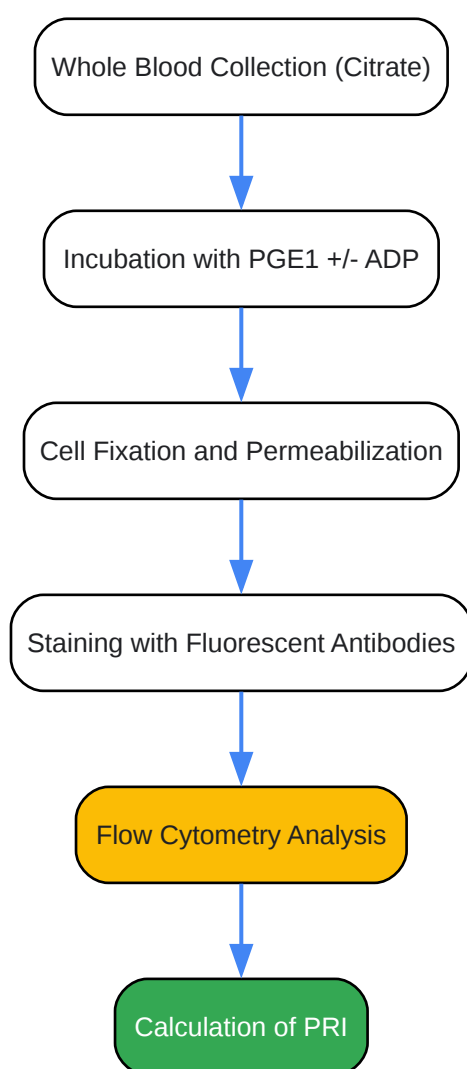 Whole Blood Collection (Citrate)
Incubation with PGE1 +/- ADP
Cell Fixation and Permeabilization
Staining with Fluorescent Antibodies
Flow Cytometry Analysis
Calculation of PRI